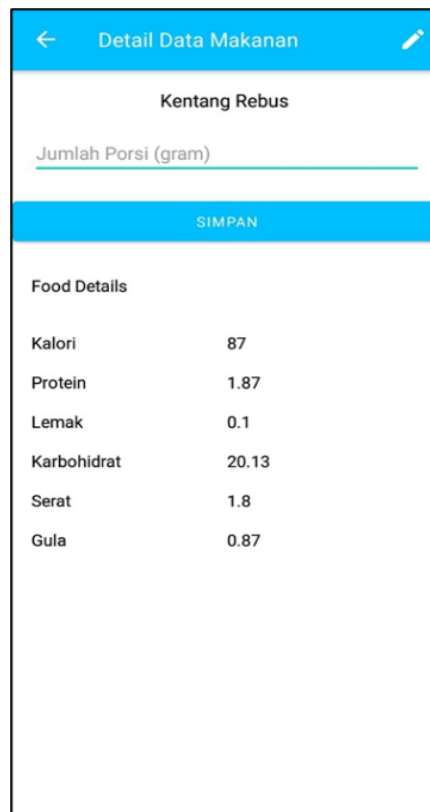 Detail Data Makanan
Kentang Rebus
Jumlah Porsi (gram)
SIMPAN
Food Details
Kalori 87
Protein 1.87
Lemak 0.1
Karbohidrat 20.13
Serat 1.8
Gula 0.87